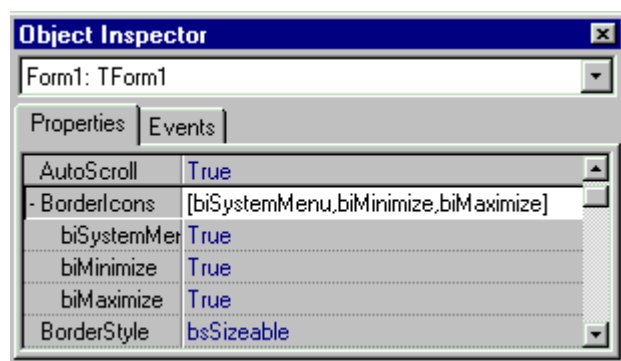 Object Inspector
Form1: TForm1
Properties Events
AutoScroll True
- BorderIcons [biSystemMenu,biMinimize,biMaximize]
biSystemMer True
biMinimize True
biMaximize True
BorderStyle bsSizeable